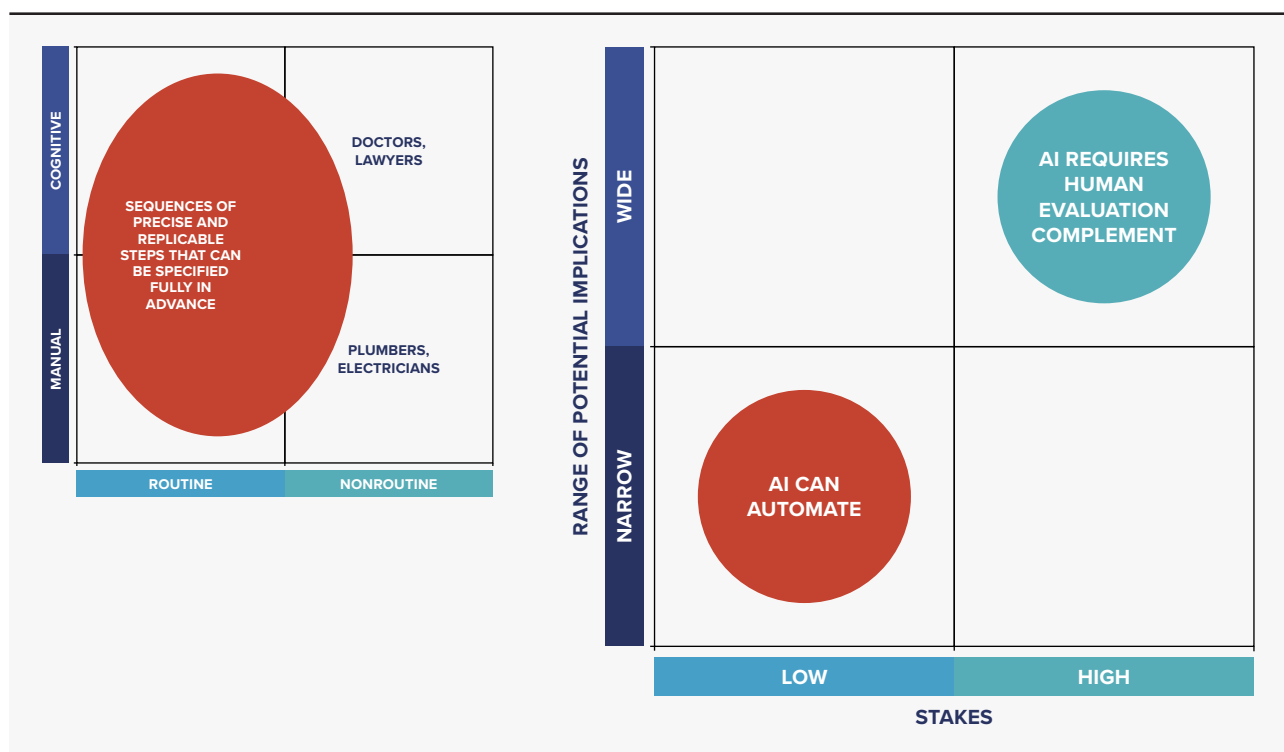 COGNITIVE
MANUAL
SEQUENCES OF
PRECISE AND
REPLICABLE
STEPS THAT CAN
BE SPECIFIED
FULLY IN
ADVANCE
DOCTORS,
LAWYERS
PLUMBERS,
ELECTRICIANS
ROUTINE
NONROUTINE
RANGE OF POTENTIAL IMPLICATIONS
WIDE
NARROW
AI REQUIRES
HUMAN
EVALUATION
COMPLEMENT
AI CAN
AUTOMATE
LOW
HIGH
STAKES